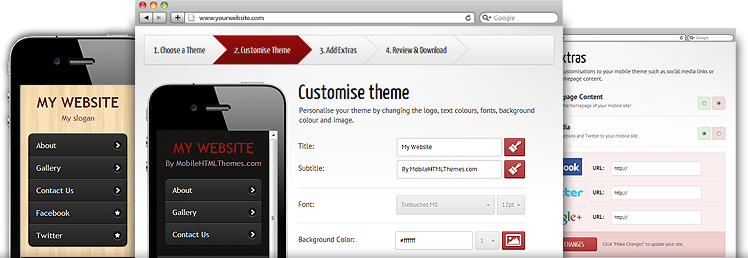 MY WEBSITE
My slogan
About
Gallery
Contact Us
Facebook
Twitter
www.yourwebsite.com
Google
1. Choose a Theme
2. Customise Theme
3. Add Extras
4. Review & Download
MY WEBSITE
By MobileHTMLThemes.com
About
Gallery
Contact Us
Customise theme
Personalise your theme by changing the logo, text colours, fonts, background
colour and image.
Title:
My Website
Subtitle:
By MobileHTMLThemes.com
Font:
Trebuchet MS
12pt
Background Color:
#ffffff
1
Google
xtras
ustomisations to your mobile theme such as social media links or
mepage content.
page Content
the homepage of your mobile site!
dia
cebook and Twitter to your mobile site.
book
URL:
http://
tter
URL:
http://
gle+
URL:
http://
CHANGES
Click "Make Changes" to update your site